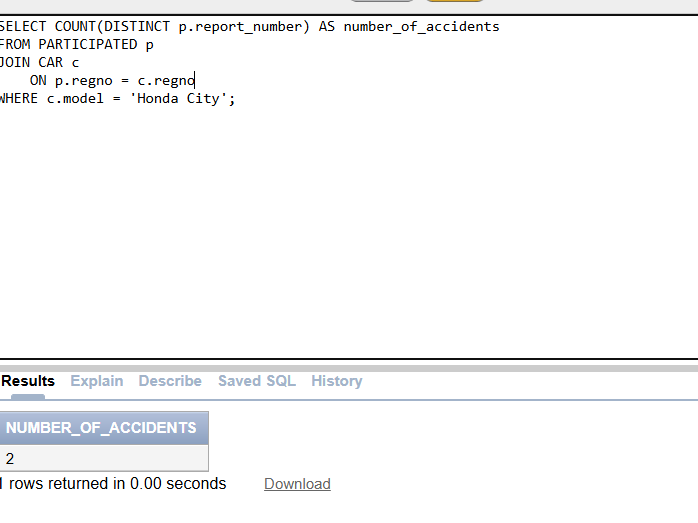 SELECT COUNT(DISTINCT p.report_number) AS number_of_accidents
FROM PARTICIPATED p
JOIN CAR c
ON p.regno = c.regno
WHERE c.model = 'Honda City';
Results Explain Describe Saved SQL History
NUMBER_OF_ACCIDENTS
2
1 rows returned in 0.00 seconds Download